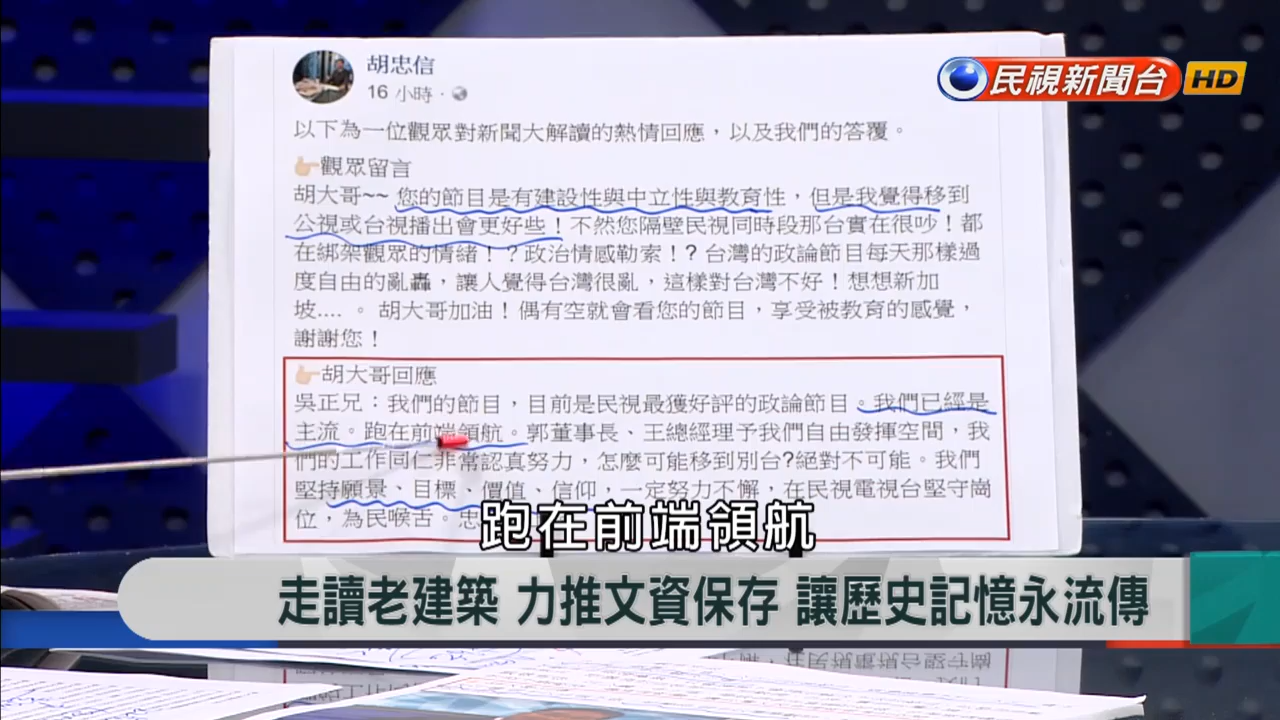 胡忠信
16 小時 ·
民視新聞台 HD
以下為一位觀眾對新聞大解讀的熱情回應，以及我們的答覆。
👉觀眾留言
胡大哥~~ 您的節目是有建設性與中立性與教育性，但是我覺得移到
公視或台視播出會更好些！不然您隔壁民視同時段那台實在很吵！都
在綁架觀眾的情緒！？政治情感勒索！? 台灣的政論節目每天那樣過
度自由的亂轟，讓人覺得台灣很亂，這樣對台灣不好！想想新加
坡.... 。 胡大哥加油！偶有空就會看您的節目，享受被教育的感覺，
謝謝您！
👉胡大哥回應
吳正兄：我們的節目，目前是民視最獲好評的政論節目。我們已經是
主流。跑在前端領航。郭董事長、王總經理予我們自由發揮空間，我
們的工作同仁非常認真努力，怎麼可能移到別台?絕對不可能。我們
堅持願景、目標、價值、信仰，一定努力不懈，在民視電視台堅守崗
位，為民喉舌。忠
跑在前端領航
走讀老建築 力推文資保存 讓歷史記憶永流傳